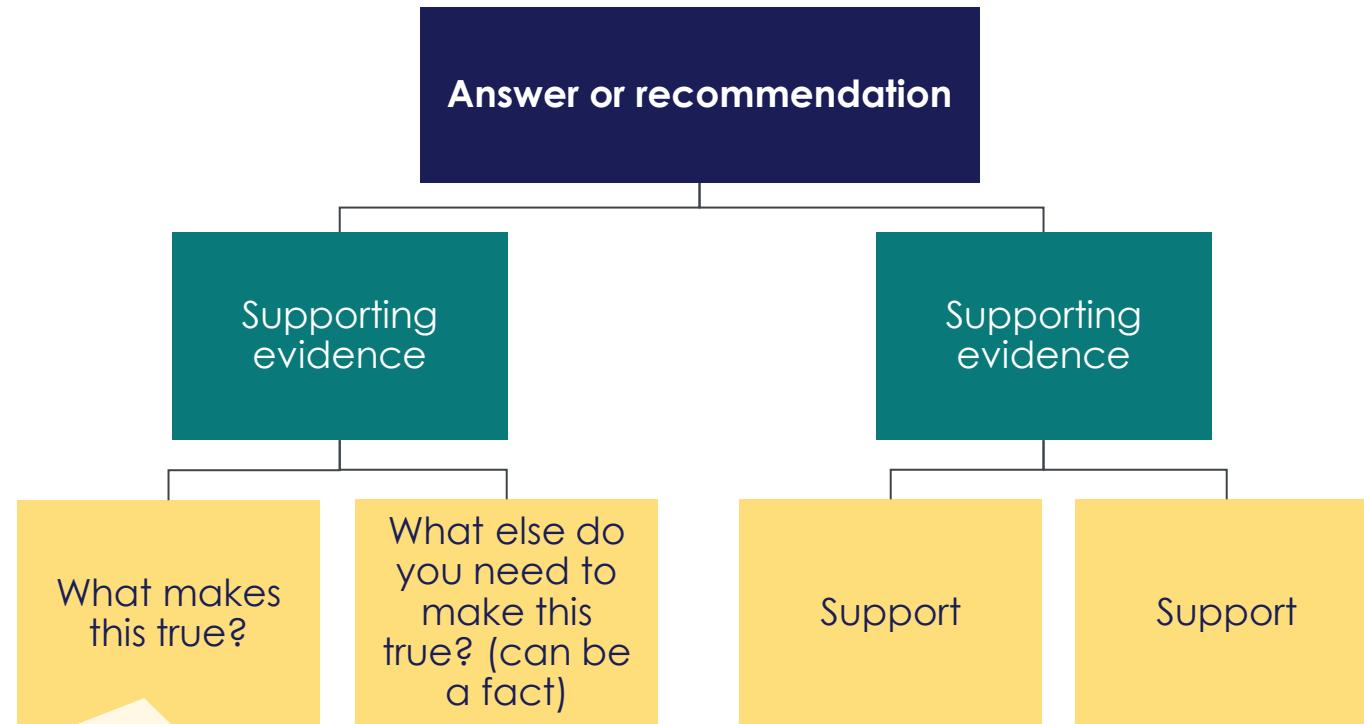 Answer or recommendation
Supporting
evidence
Supporting
evidence
What makes
this true?
What else do
you need to
make this
true? (can be
a fact)
Support
Support